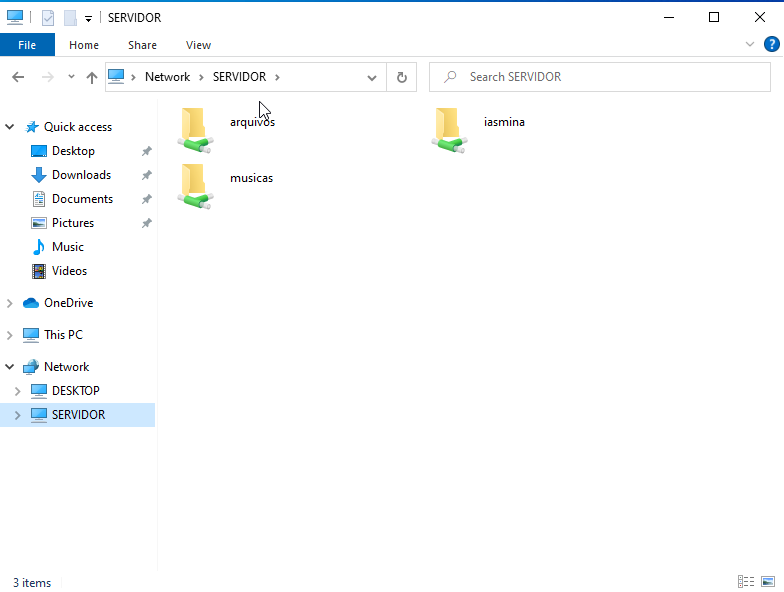 SERVIDOR
File Home Share View
Network SERVIDOR Search SERVIDOR
Quick access
Desktop
Downloads
Documents
Pictures
Music
Videos
OneDrive
This PC
Network
DESKTOP
SERVIDOR
arquivos
iasmina
musicas
3 items